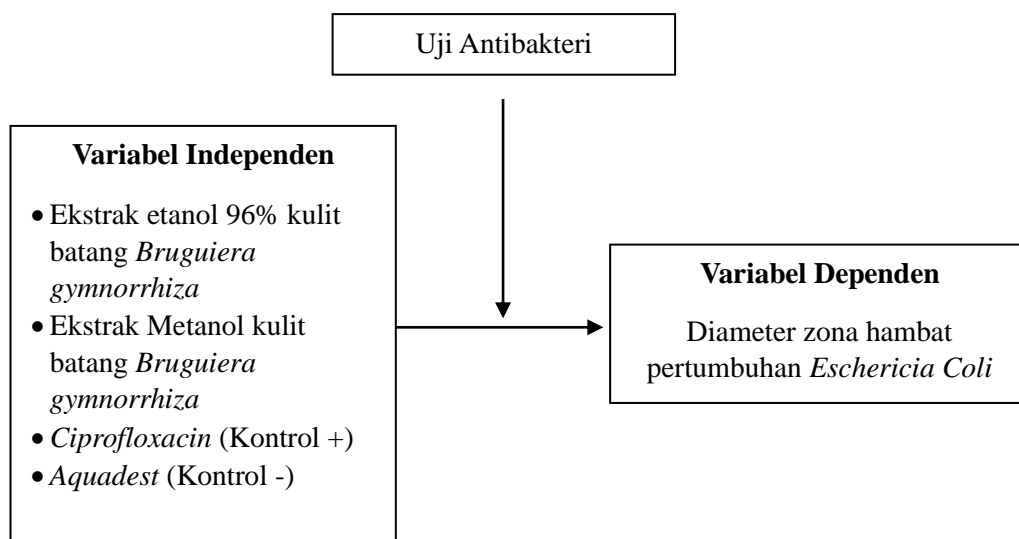 Uji Antibakteri
Variabel Independen
• Ekstrak etanol 96% kulit
batang Bruguiera
gymnorrhiza
• Ekstrak Metanol kulit
batang Bruguiera
gymnorrhiza
• Ciprofloxacin (Kontrol +)
• Aquadest (Kontrol -)
Variabel Dependen
Diameter zona hambat
pertumbuhan Eschericia Coli